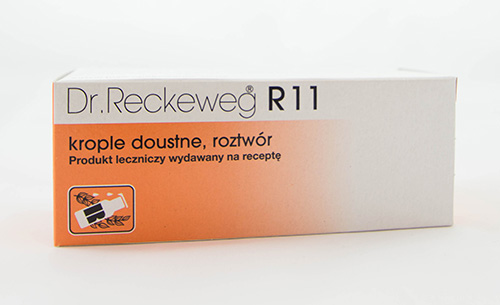 Dr.Reckeweg® R11
krople doustne, roztwór
Produkt leczniczy wydawany na receptę